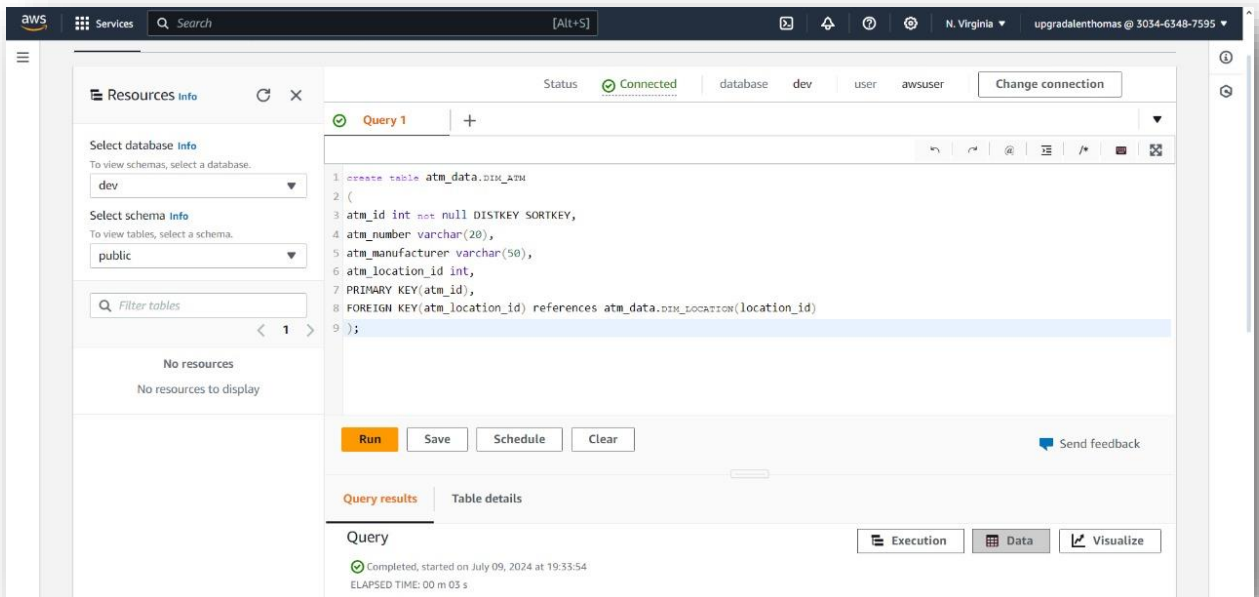 aws Services Search [Alt+S] N. Virginia upgradalenthomas @ 3034-6348-7595
Resources Info
Status Connected database dev user awsuser Change connection
Query 1 +
Select database Info
To view schemas, select a database.
dev
Select schema Info
To view tables, select a schema.
public
Filter tables
1
No resources
No resources to display
1 create table atm_data.DIM_ATM
2 (
3 atm_id int not null DISTKEY SORTKEY,
4 atm_number varchar(20),
5 atm_manufacturer varchar(50),
6 atm_location_id int,
7 PRIMARY KEY(atm_id),
8 FOREIGN KEY(atm_location_id) references atm_data.DIM_LOCATION(location_id)
9 );
Run Save Schedule Clear Send feedback
Query results Table details
Query Execution Data Visualize
Completed, started on July 09, 2024 at 19:33:54
ELAPSED TIME: 00 m 03 s